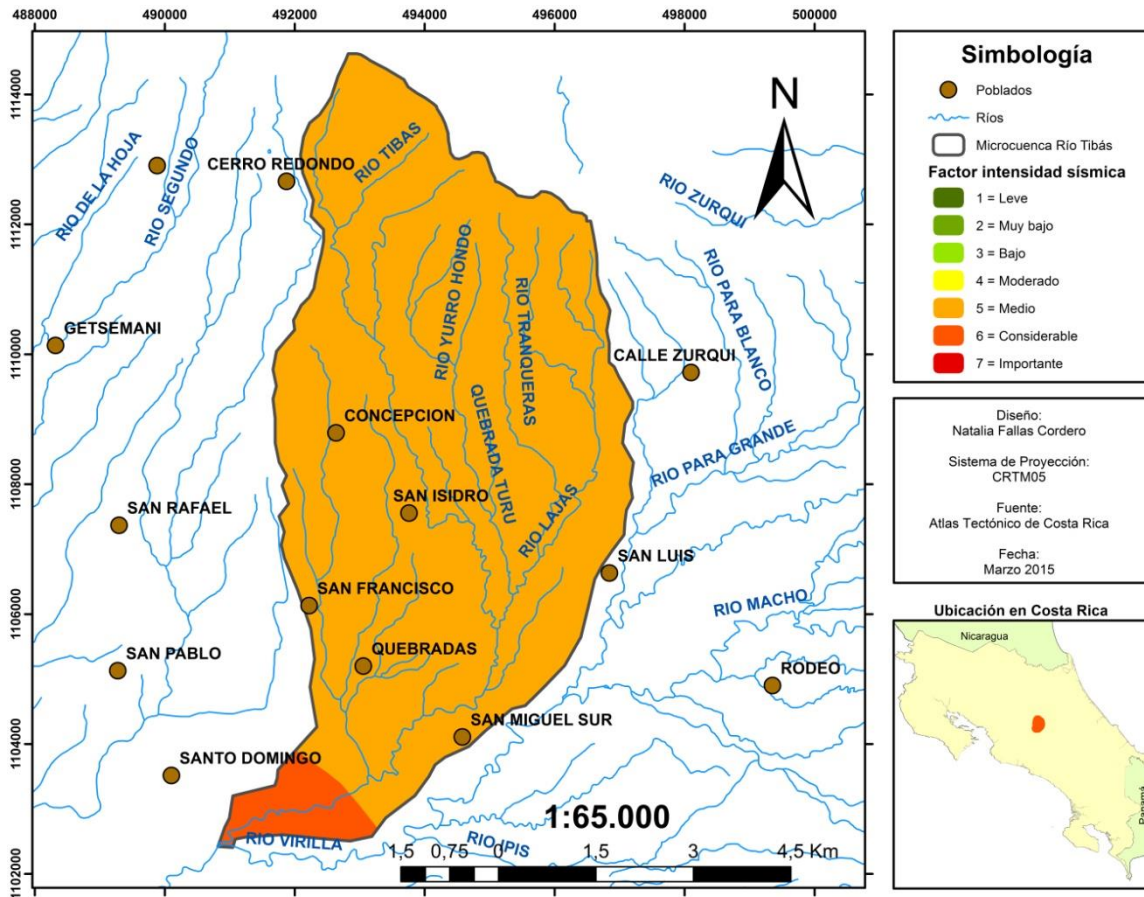 488000
490000
492000
494000
496000
498000
500000
1114000
1112000
1110000
1108000
1106000
1104000
1102000
N
RIO DE LA HOJA
RIO SEGUNDO
CERRO REDONDO
RIO TIBAS
RIO ZURQUI
RIO YURRO HONDO
RIO TRANQUERAS
RIO PARA BLANCO
GETSEMANI
CALLE ZURQUI
CONCEPCION
QUEBRADA TURU
RIO PARA GRANDE
SAN RAFAEL
SAN ISIDRO
RIO LAJAS
SAN LUIS
SAN FRANCISCO
RIO MACHO
SAN PABLO
QUEBRADAS
RODEO
SAN MIGUEL SUR
SANTO DOMINGO
RIO VIRILLA
RIO IPIS
1:65.000
1,5 0,75 0 1,5 3 4,5 Km
Simbología
Poblados
Ríos
Microcuenca Río Tibás
Factor intensidad sísmica
1 = Leve
2 = Muy bajo
3 = Bajo
4 = Moderado
5 = Medio
6 = Considerable
7 = Importante
Diseño:
Natalia Fallas Cordero
Sistema de Proyección:
CRTM05
Fuente:
Atlas Tectónico de Costa Rica
Fecha:
Marzo 2015
Ubicación en Costa Rica
Nicaragua
Panamá